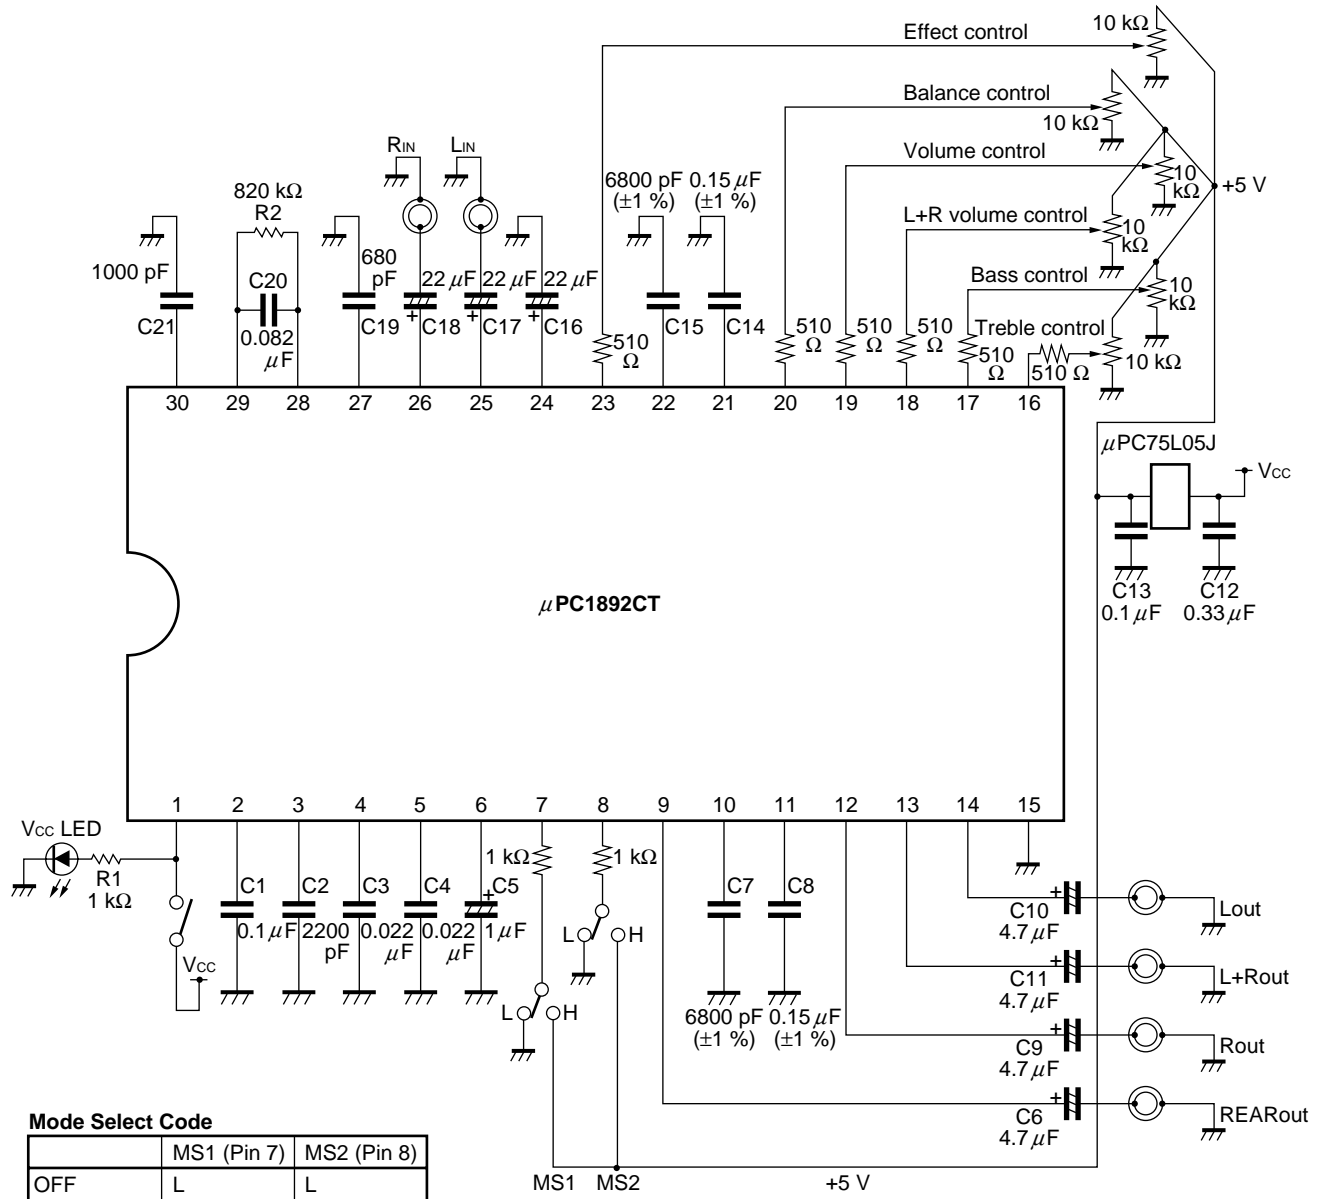 Effect control
10 kΩ
Balance control
10 kΩ
RIN
LIN
Volume control
10
kΩ
+5 V
820 kΩ
R2
6800 pF
(±1 %)
0.15 μF
(±1 %)
L+R volume control
10
kΩ
1000 pF
C21
C20
0.082
μF
680
pF
C19
22 μF
C18
+
22 μF
C17
+
22 μF
C16
+
510
Ω
C15
C14
Bass control
10
kΩ
510
Ω
510
Ω
510
Ω
510
Ω
Treble control
510 Ω
10 kΩ
30 29 28 27 26 25 24 23 22 21 20 19 18 17 16
μPC75L05J
VCC
C13
0.1 μF
C12
0.33 μF
μPC1892CT
1 2 3 4 5 6 7 8 9 10 11 12 13 14 15
VCC LED
R1
1 kΩ
VCC
C1
0.1 μF
C2
2200
pF
C3
0.022
μF
C4
0.022
μF
C5
+
1 μF
1 kΩ
L
H
1 kΩ
L
H
C7
6800 pF
(±1 %)
C8
0.15 μF
(±1 %)
+
C10
4.7 μF
Lout
+
C11
4.7 μF
L+Rout
+
C9
4.7 μF
Rout
+
C6
4.7 μF
REARout
MS1
MS2
+5 V
Mode Select Code
MS1 (Pin 7) MS2 (Pin 8)
OFF L L